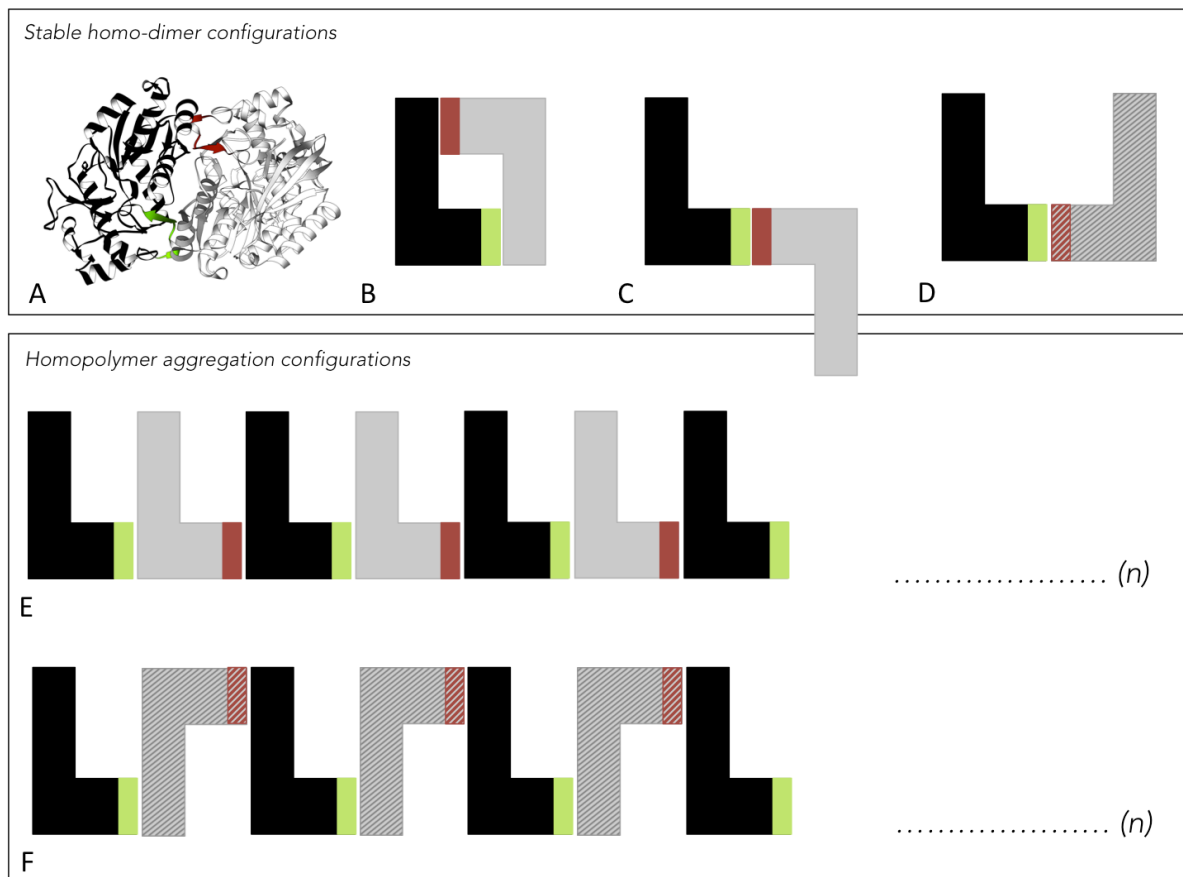 Stable homo-dimer configurations
A
B
C
D
Homopolymer aggregation configurations
..................... (n)
E
..................... (n)
F